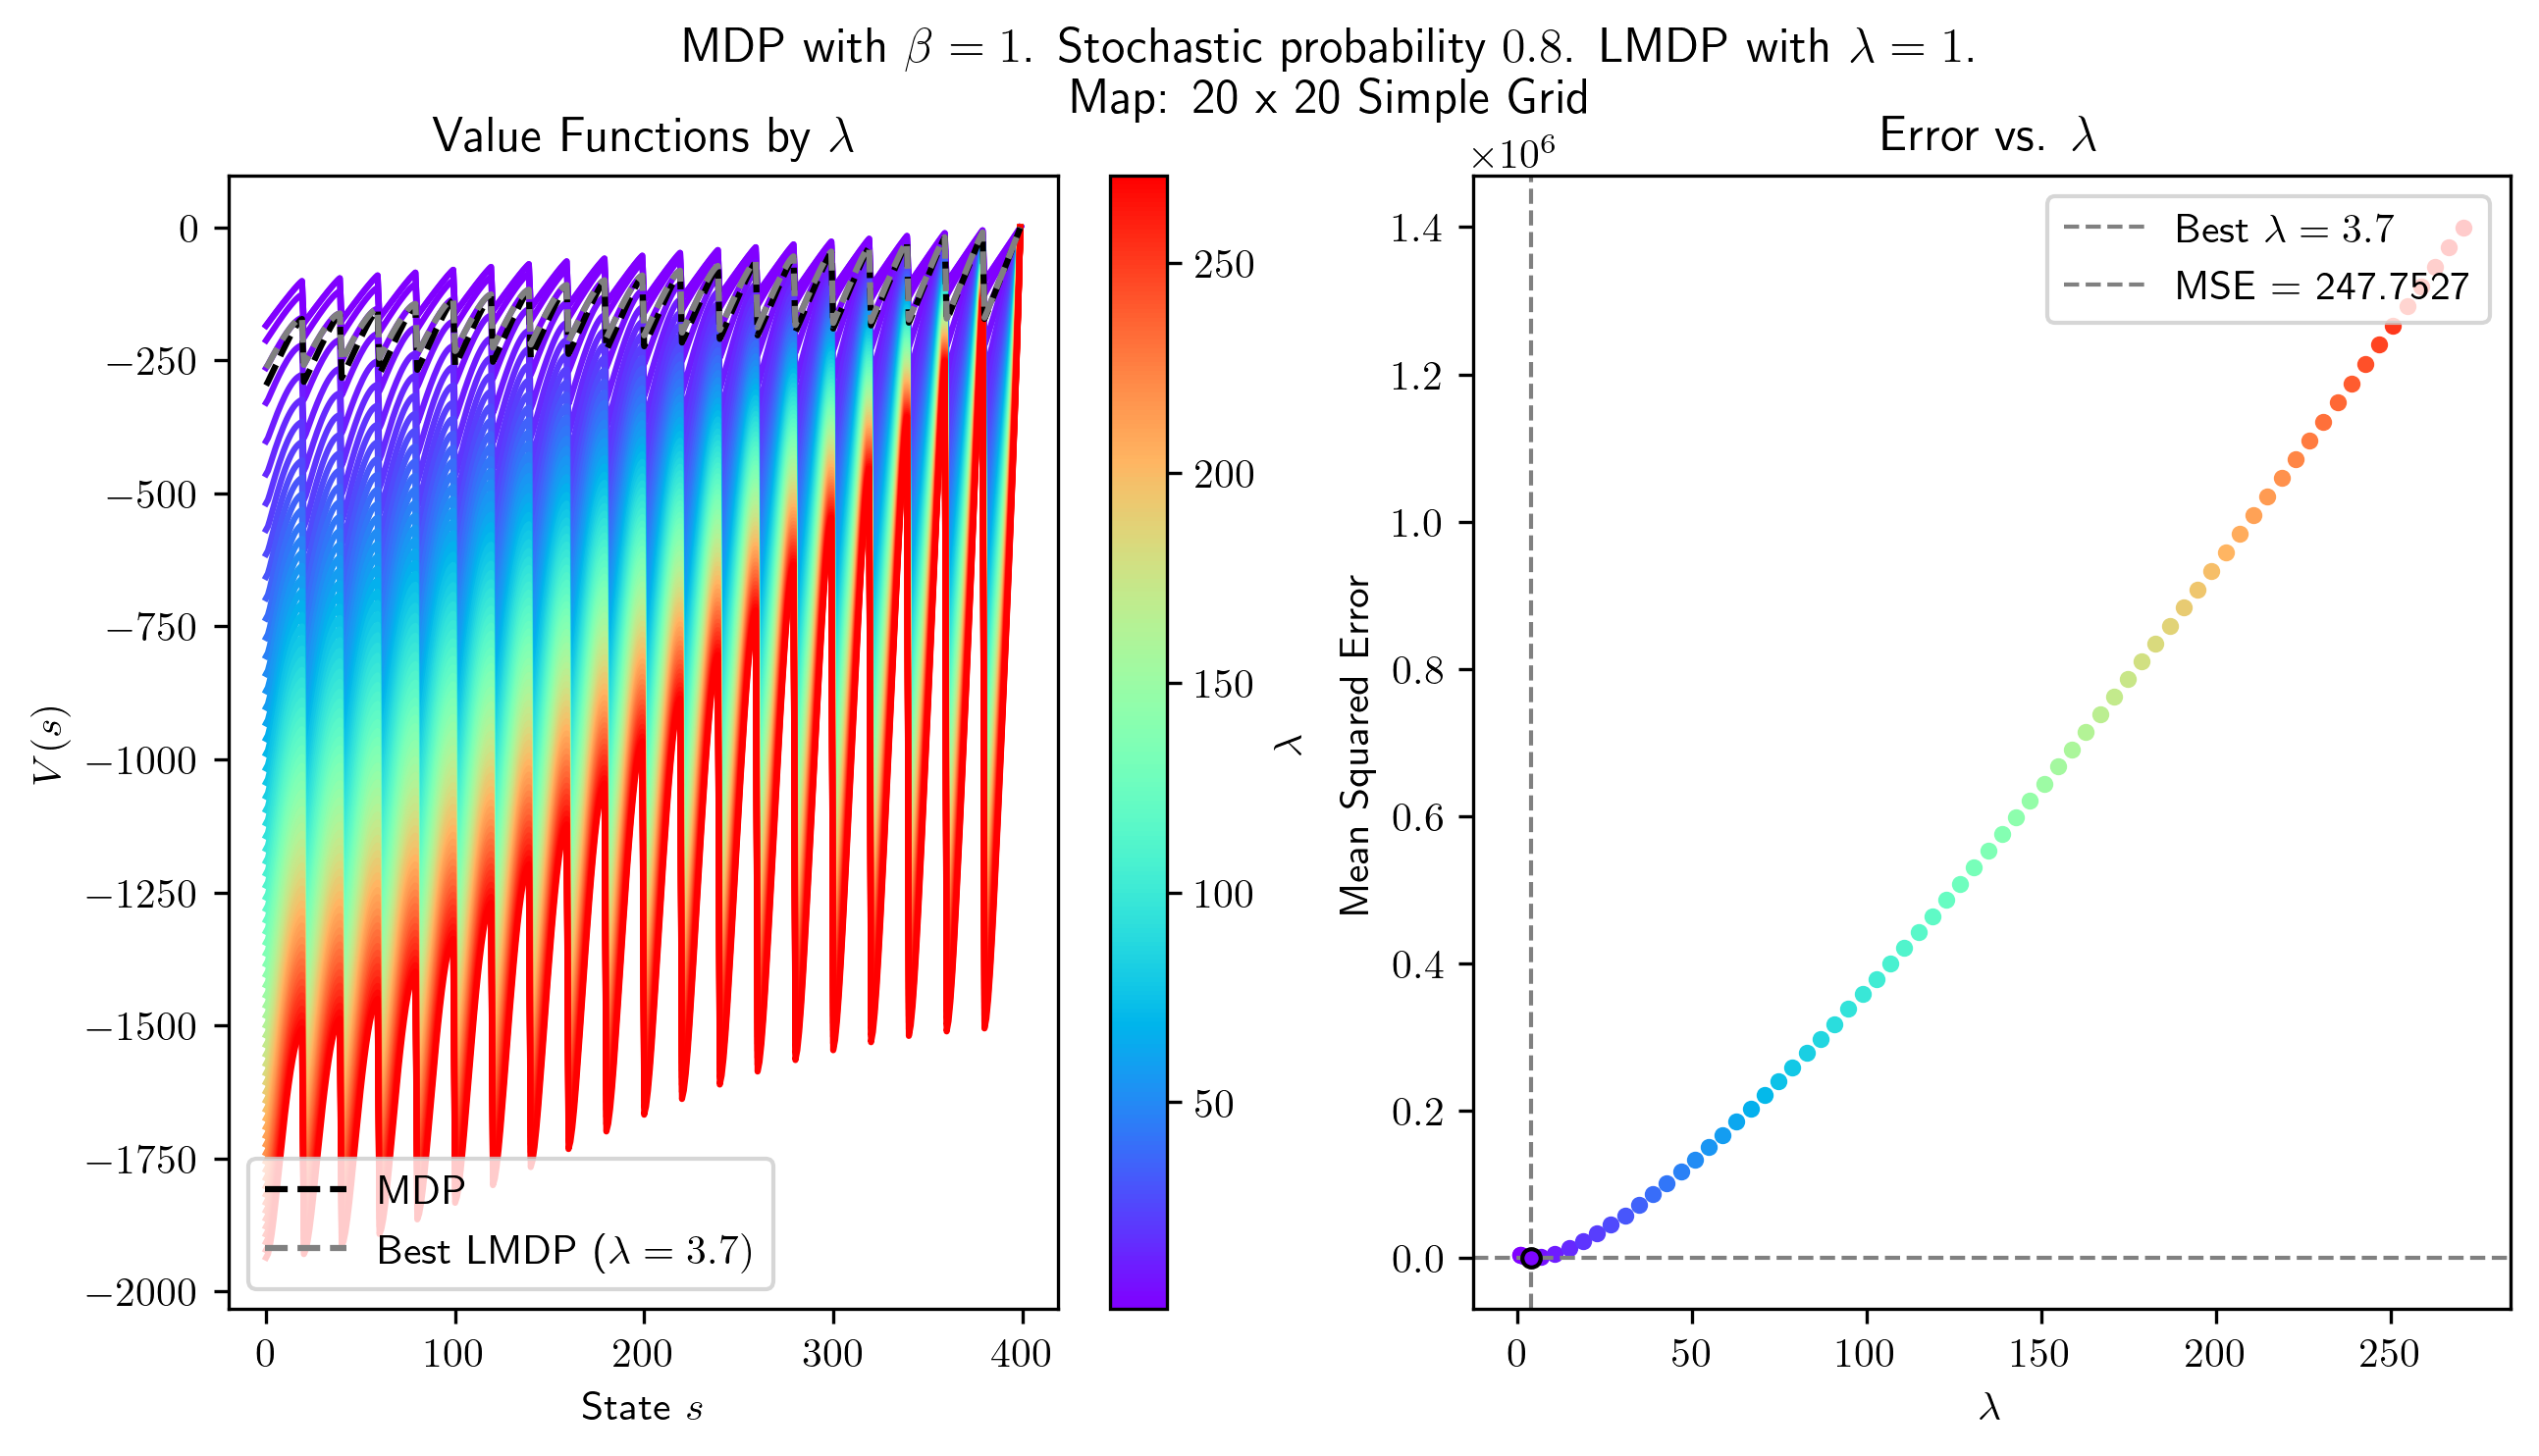 MDP with β = 1. Stochastic probability 0.8. LMDP with λ = 1.
Map: 20 x 20 Simple Grid
Value Functions by λ
0
−250
−500
−750
−1000
−1250
−1500
−1750
−2000
V(s)
MDP
Best LMDP (λ = 3.7)
0
100
200
300
400
State s
250
200
150
100
50
λ
Error vs. λ
×10⁶
1.4
1.2
1.0
0.8
0.6
0.4
0.2
0.0
Mean Squared Error
Best λ = 3.7
MSE = 247.7527
0
50
100
150
200
250
λ